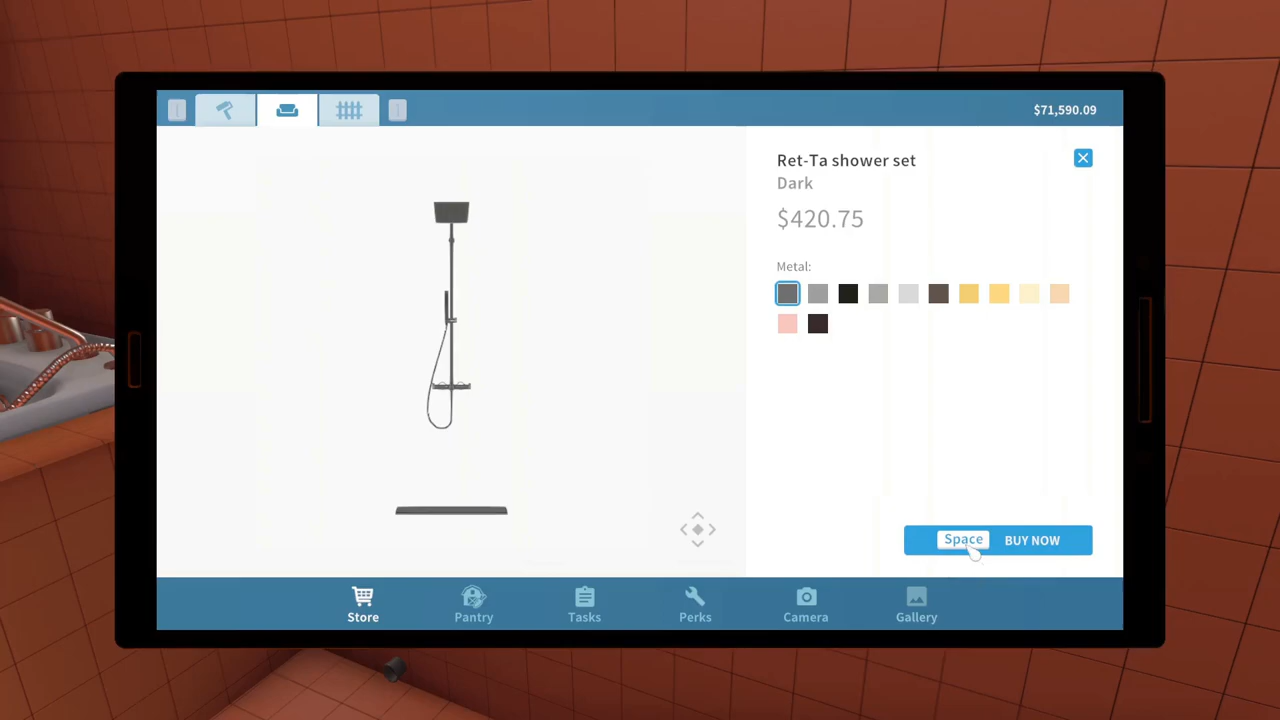 $71,590.09
Ret-Ta shower set
Dark
$420.75
Metal:
Space BUY NOW
Store Pantry Tasks Perks Camera Gallery